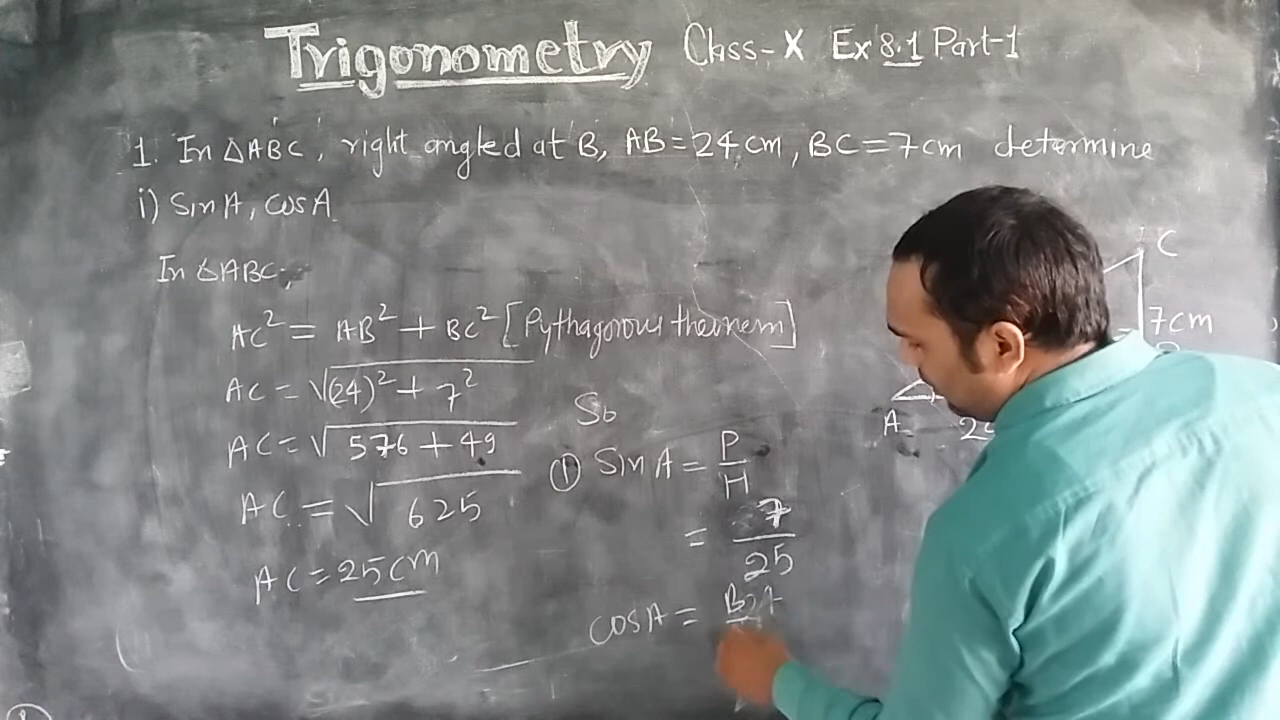 Trigonometry Class-X Ex 8.1 Part-1
1. In △ABC, right angled at B, AB=24cm, BC=7cm determine
i) Sin A, cos A
In △ABC;
AC² = AB² + BC² [Pythagorous theorem]
AC = √(24)² + 7²
AC = √576 + 49
AC = √625
AC = 25cm
So
① Sin A = P/H
= 7/25
cos A =
C
7cm
A